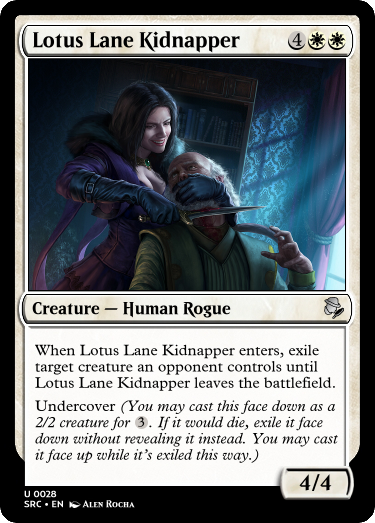 Lotus Lane Kidnapper 4
Creature — Human Rogue
When Lotus Lane Kidnapper enters, exile
target creature an opponent controls until
Lotus Lane Kidnapper leaves the battlefield.
Undercover (You may cast this face down as a
2/2 creature for 3. If it would die, exile it face
down without revealing it instead. You may cast
it face up while it's exiled this way.)
4/4
U 0028
SRC • EN Alen Rocha